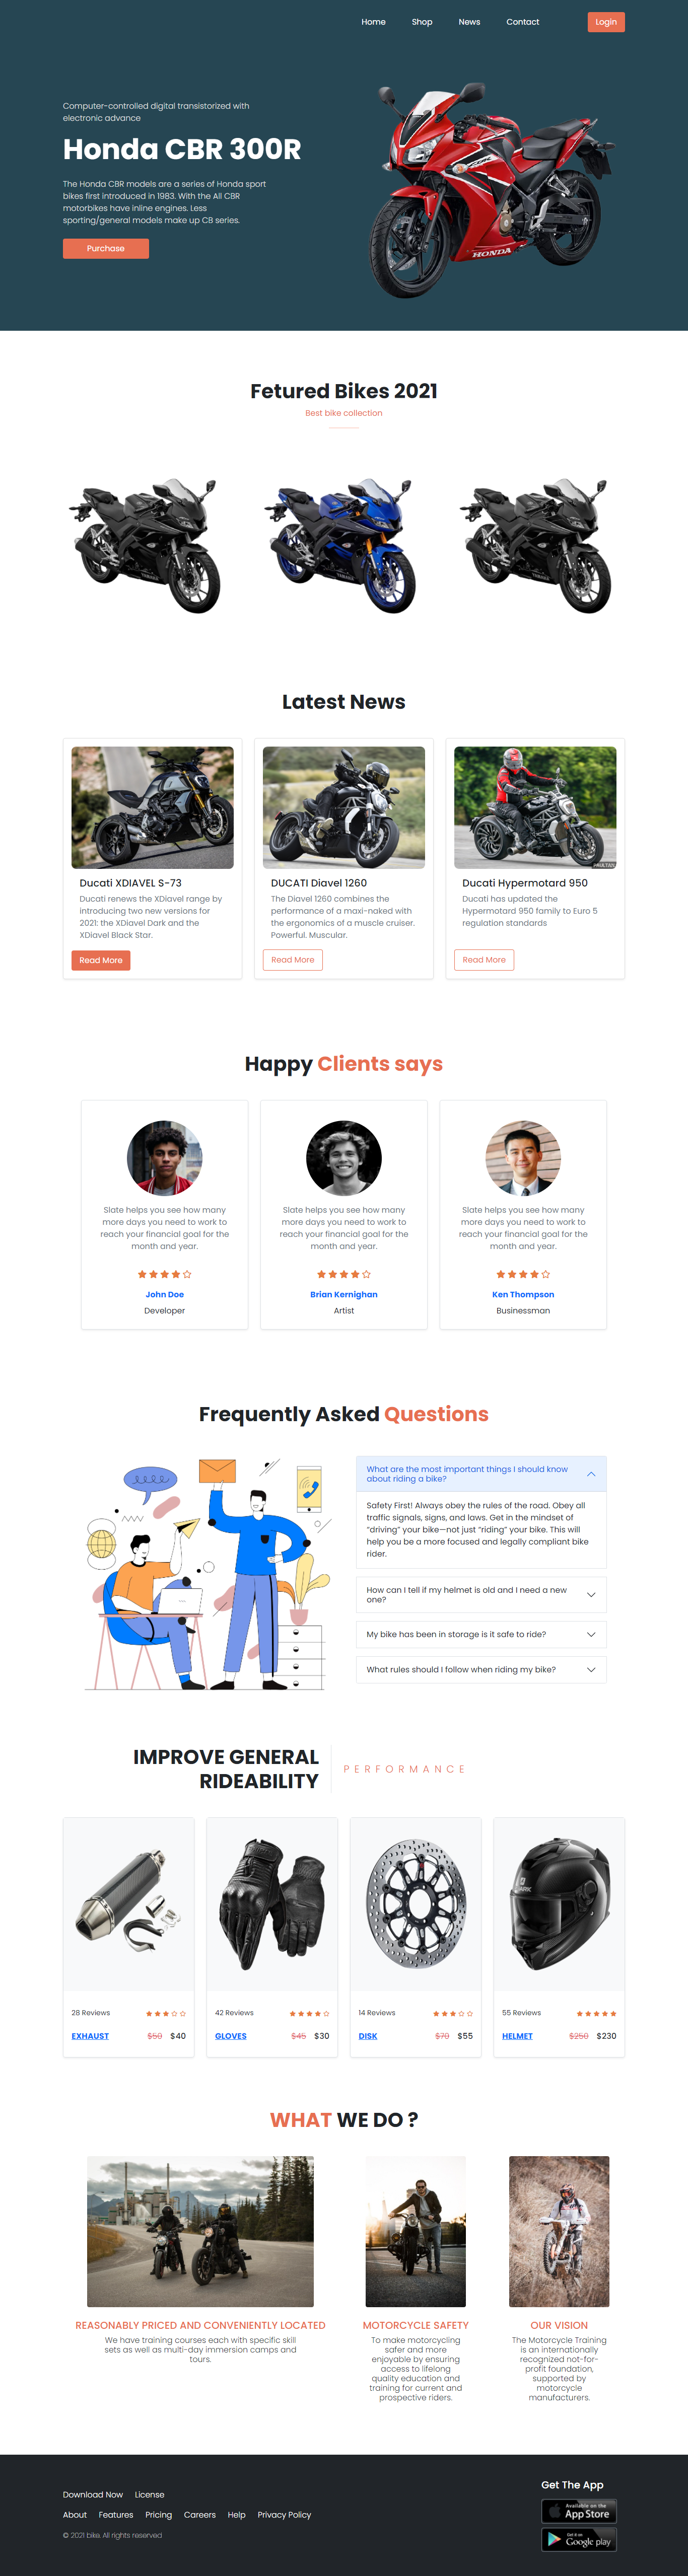 Home Shop News Contact Login
Computer-controlled digital transistorized with
electronic advance
Honda CBR 300R
The Honda CBR models are a series of Honda sport
bikes first introduced in 1983. With the All CBR
motorbikes have inline engines. Less
sporting/general models make up CB series.
Purchase
HONDA
Fetured Bikes 2021
Best bike collection
Latest News
PAULTAN
Ducati XDIAVEL S-73
Ducati renews the XDiavel range by
introducing two new versions for
2021: the XDiavel Dark and the
XDiavel Black Star.
Read More
DUCATI Diavel 1260
The Diavel 1260 combines the
performance of a maxi-naked with
the ergonomics of a muscle cruiser.
Powerful. Muscular.
Read More
Ducati Hypermotard 950
Ducati has updated the
Hypermotard 950 family to Euro 5
regulation standards
Read More
Happy Clients says
Slate helps you see how many
more days you need to work to
reach your financial goal for the
month and year.
John Doe
Developer
Slate helps you see how many
more days you need to work to
reach your financial goal for the
month and year.
Brian Kernighan
Artist
Slate helps you see how many
more days you need to work to
reach your financial goal for the
month and year.
Ken Thompson
Businessman
Frequently Asked Questions
What are the most important things I should know
about riding a bike?
Safety First! Always obey the rules of the road. Obey all
traffic signals, signs, and laws. Get in the mindset of
“driving” your bike—not just “riding” your bike. This will
help you be a more focused and legally compliant bike
rider.
How can I tell if my helmet is old and I need a new
one?
My bike has been in storage is it safe to ride?
What rules should I follow when riding my bike?
IMPROVE GENERAL
RIDEABILITY
PERFORMANCE
28 Reviews
EXHAUST $50 $40
42 Reviews
GLOVES $45 $30
14 Reviews
DISK $70 $55
SHARK
55 Reviews
HELMET $250 $230
WHAT WE DO ?
REASONABLY PRICED AND CONVENIENTLY LOCATED
We have training courses each with specific skill
sets as well as multi-day immersion camps and
tours.
MOTORCYCLE SAFETY
To make motorcycling
safer and more
enjoyable by ensuring
access to lifelong
quality education and
training for current and
prospective riders.
OUR VISION
The Motorcycle Training
is an internationally
recognized not-for-
profit foundation,
supported by
motorcycle
manufacturers.
Download Now License
About Features Pricing Careers Help Privacy Policy
© 2021 bike. All rights reserved
Get The App
Available on the
App Store
Get it on
Google play